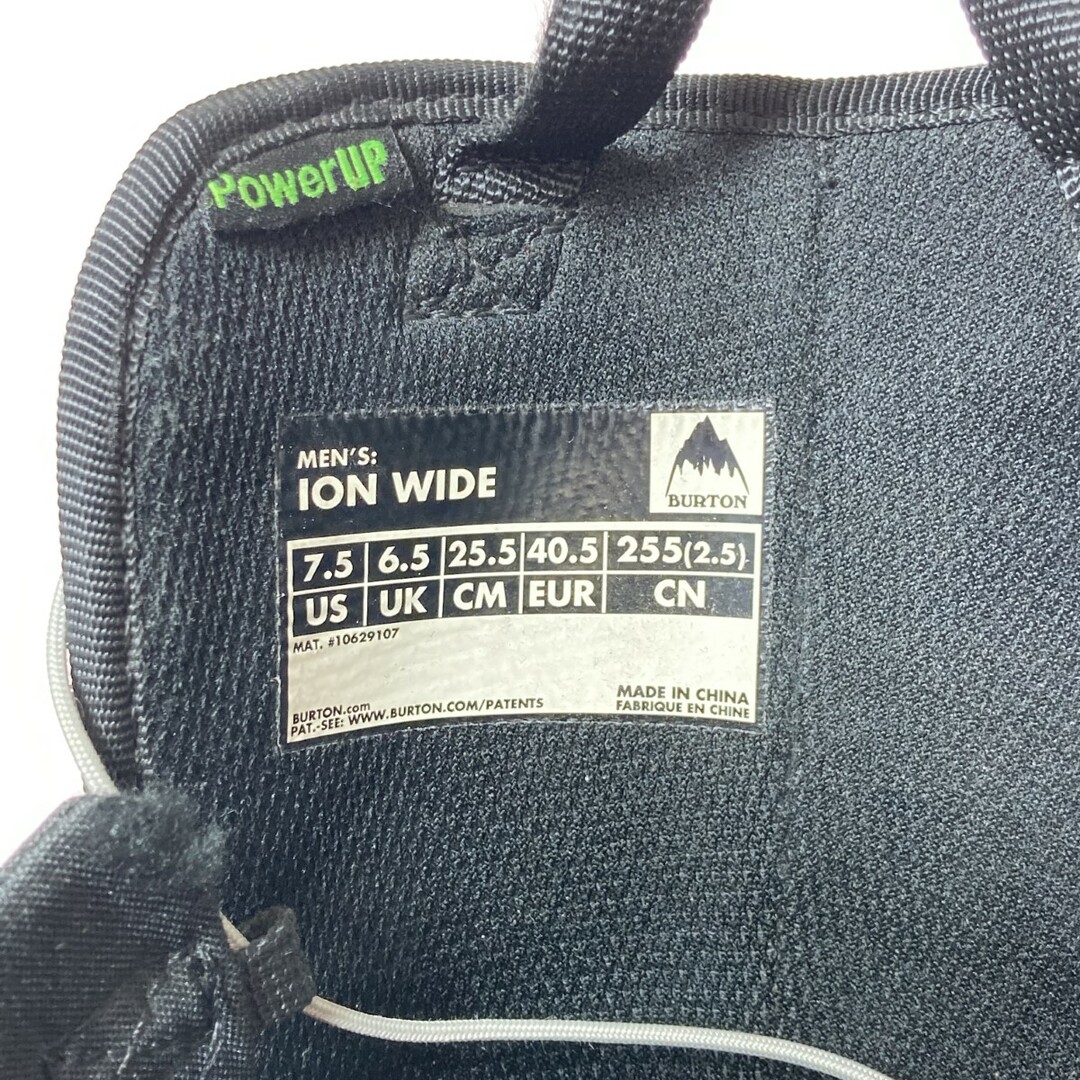 PowerUP
MEN'S:
ION WIDE
BURTON
7.5 6.5 25.5 40.5 255(2.5)
US UK CM EUR CN
MAT. #10629107
BURTON.com
PAT.-SEE: WWW.BURTON.COM/PATENTS
MADE IN CHINA
FABRIQUE EN CHINE